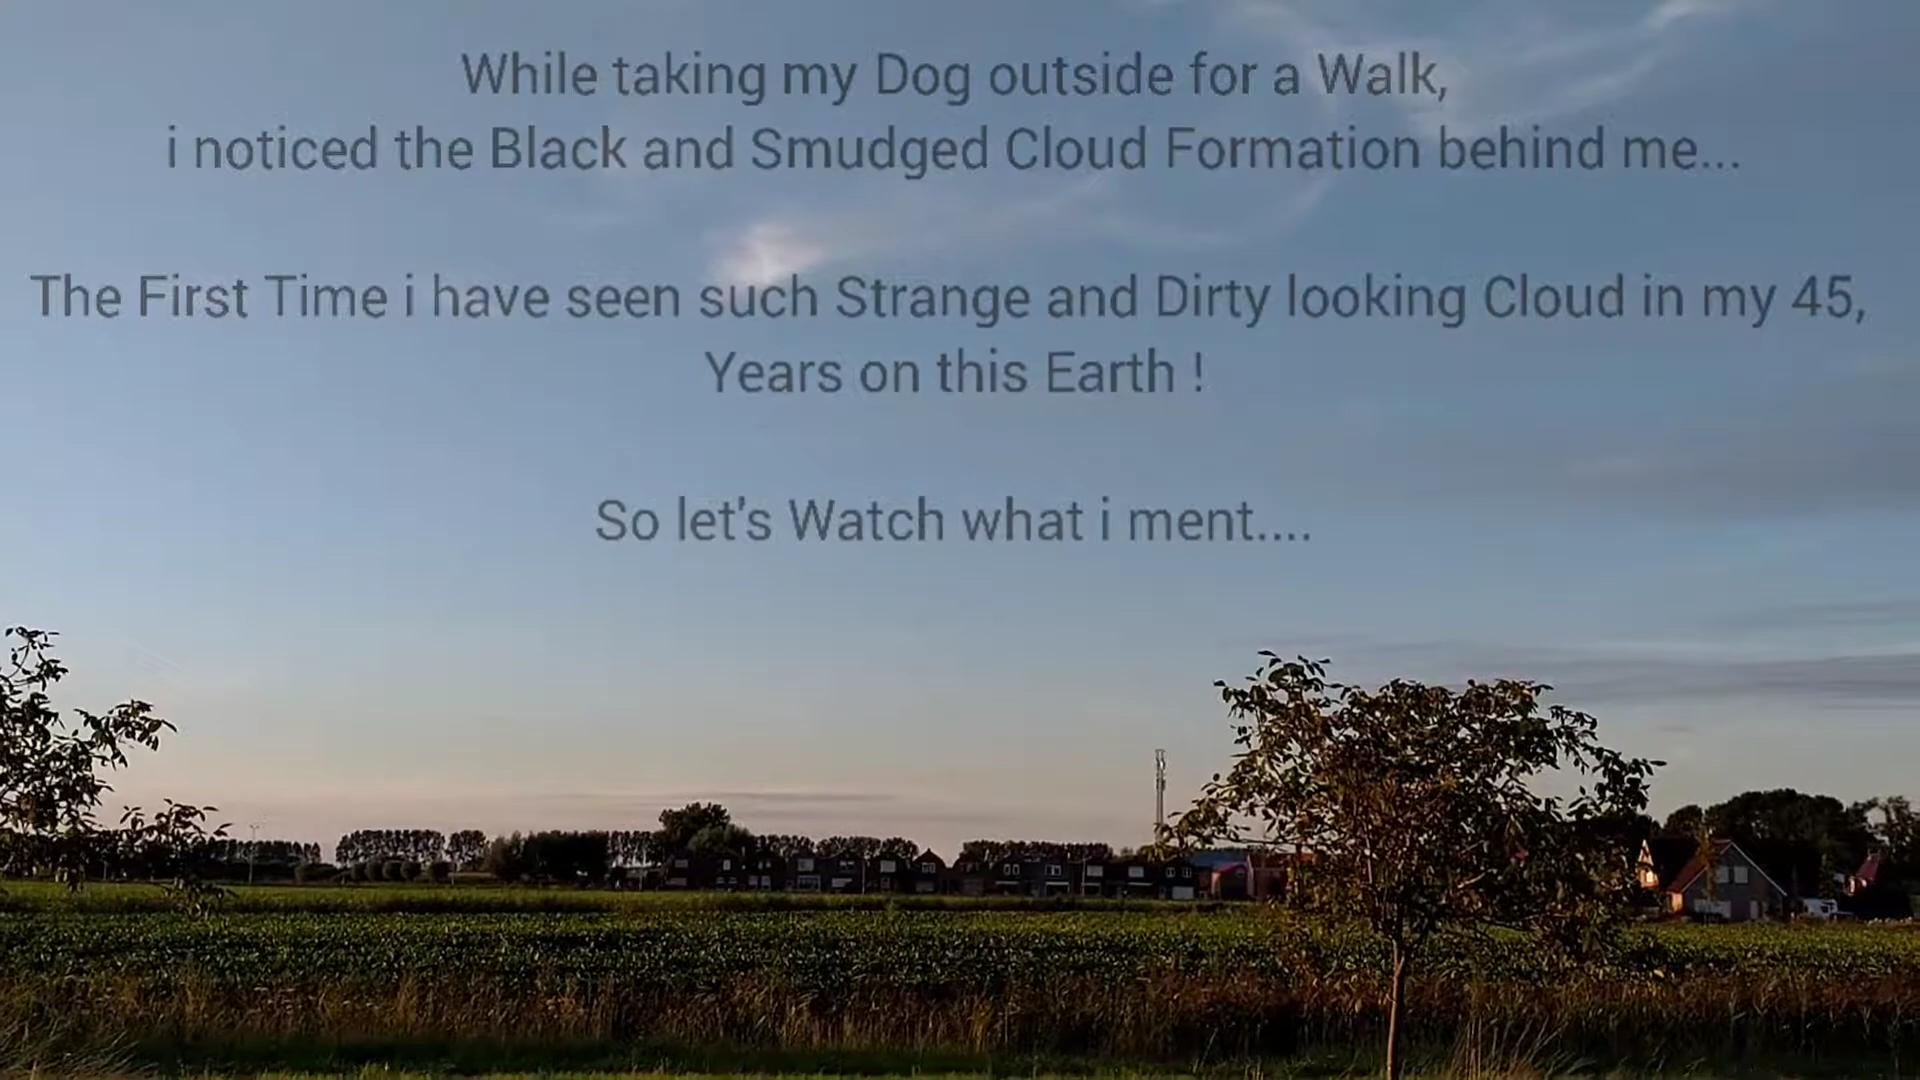 While taking my Dog outside for a Walk,
i noticed the Black and Smudged Cloud Formation behind me...
The First Time i have seen such Strange and Dirty looking Cloud in my 45,
Years on this Earth !
So let's Watch what i ment....